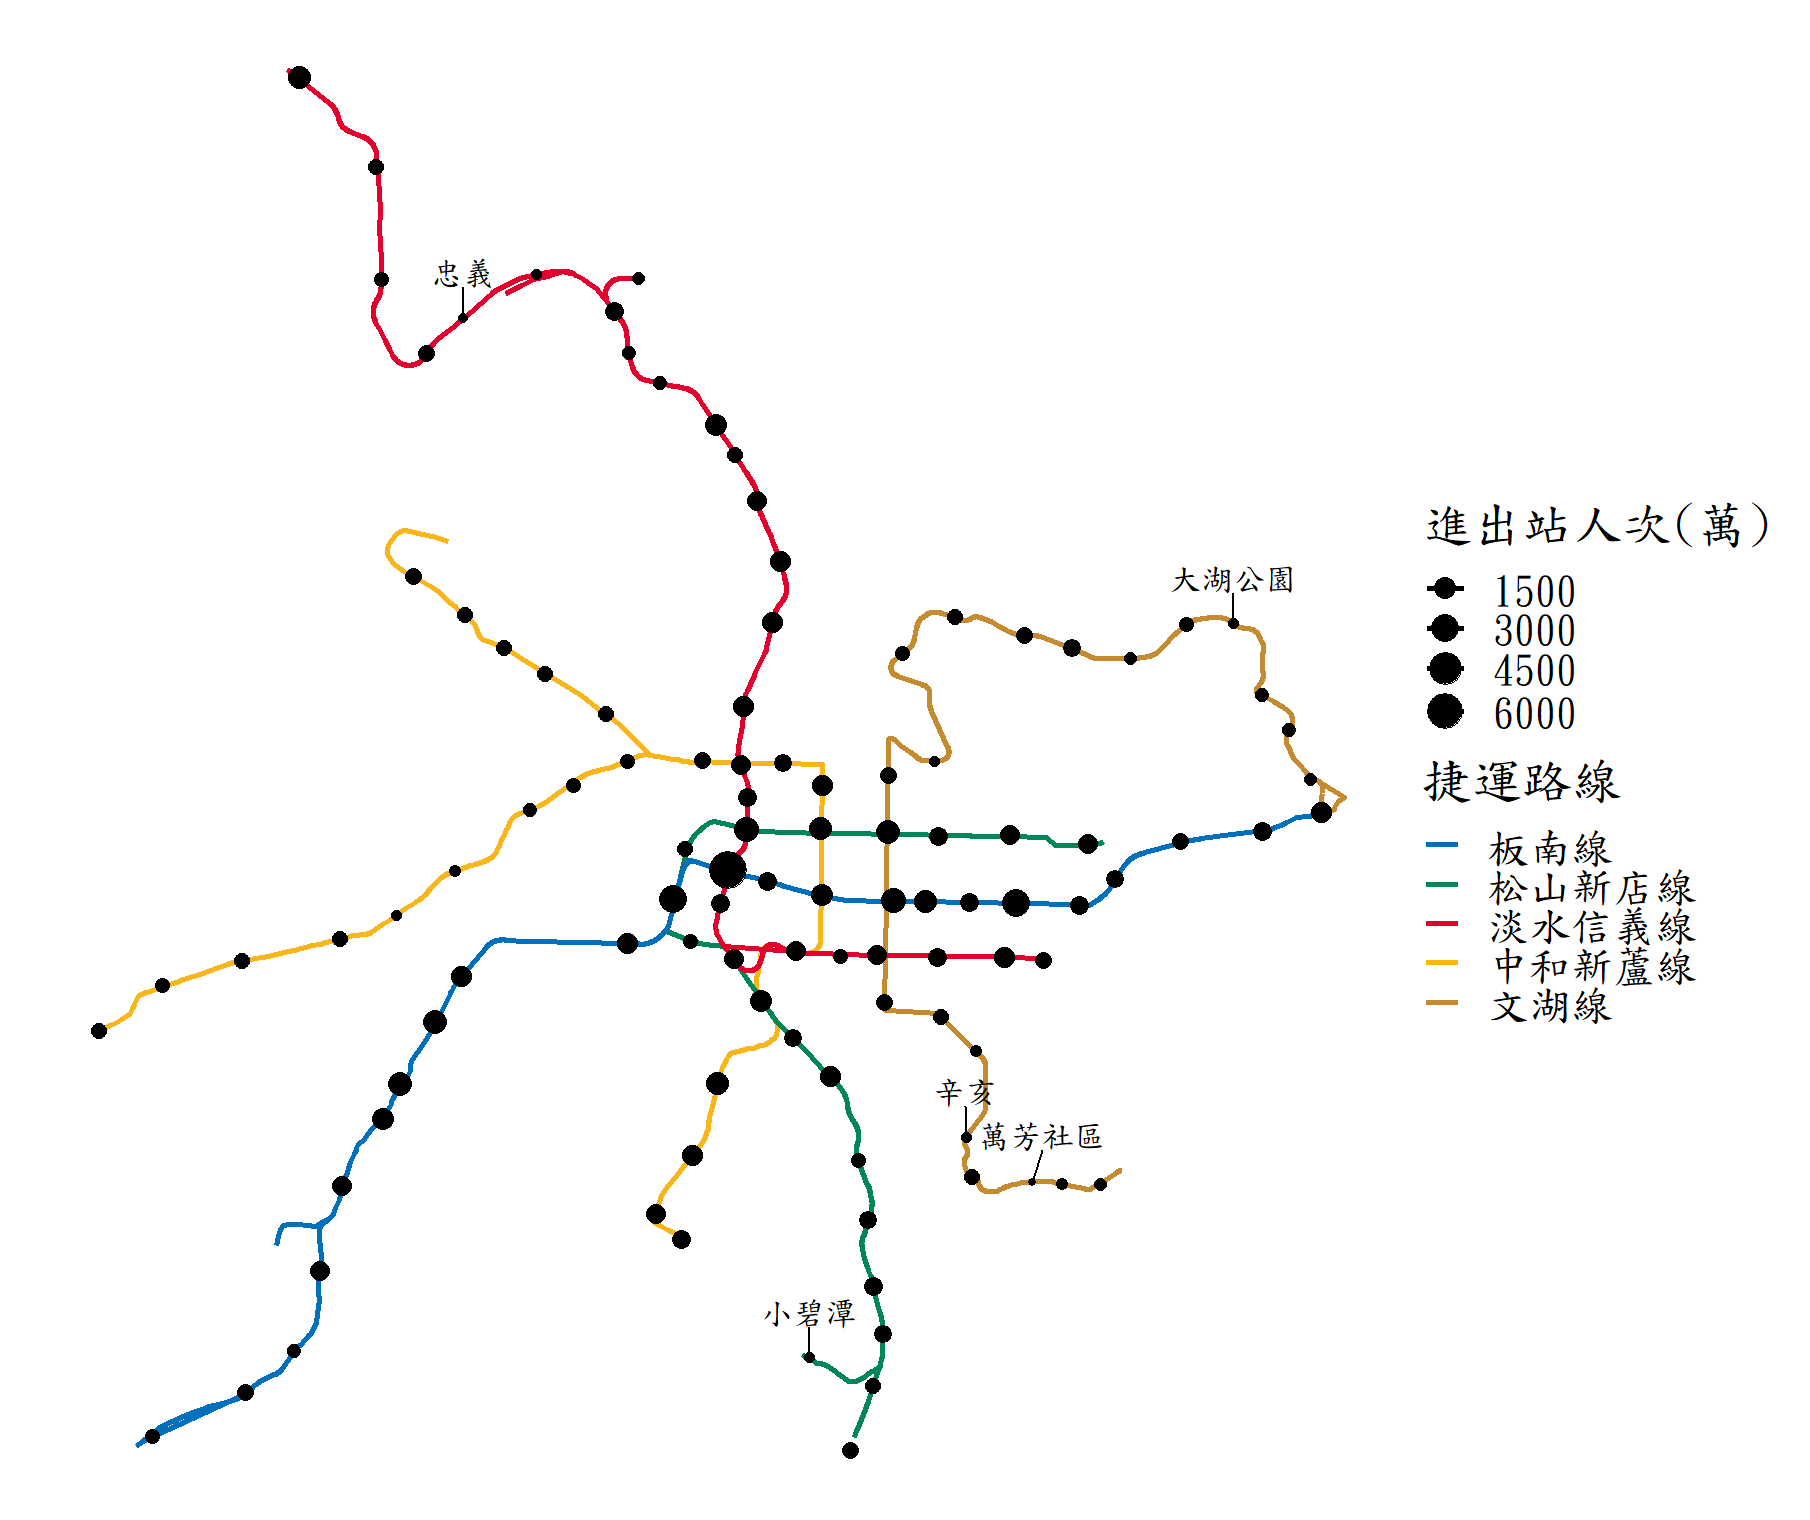 忠義
大湖公園
辛亥
萬芳社區
小碧潭
進出站人次(萬)
1500
3000
4500
6000
捷運路線
板南線
松山新店線
淡水信義線
中和新蘆線
文湖線